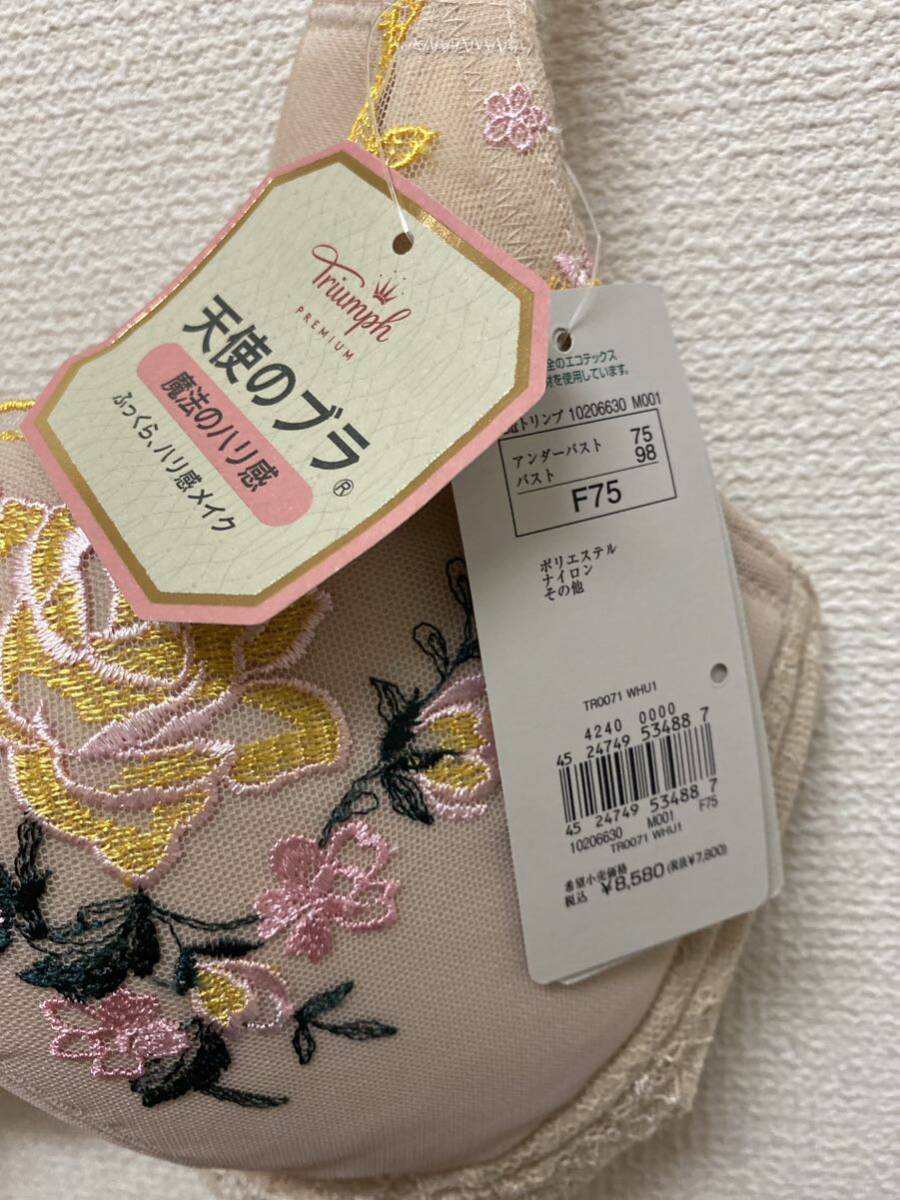 Triumph
PREMIUM
天使のブラ®
魔法のハリ感
ふっくら、ハリ感メイク
全のエコテックス
材を使用しています。
トリンプ 10206630 M001
アンダーバスト 75
バスト 98
F75
ポリエステル
ナイロン
その他
TR0071 WHU1
4240 0000
45 24749 53488 7
45 24749 53488 7
10206630 M001 F75
TR0071 WHU1
希望小売価格
税込 ¥8,580 (税抜¥7,800)